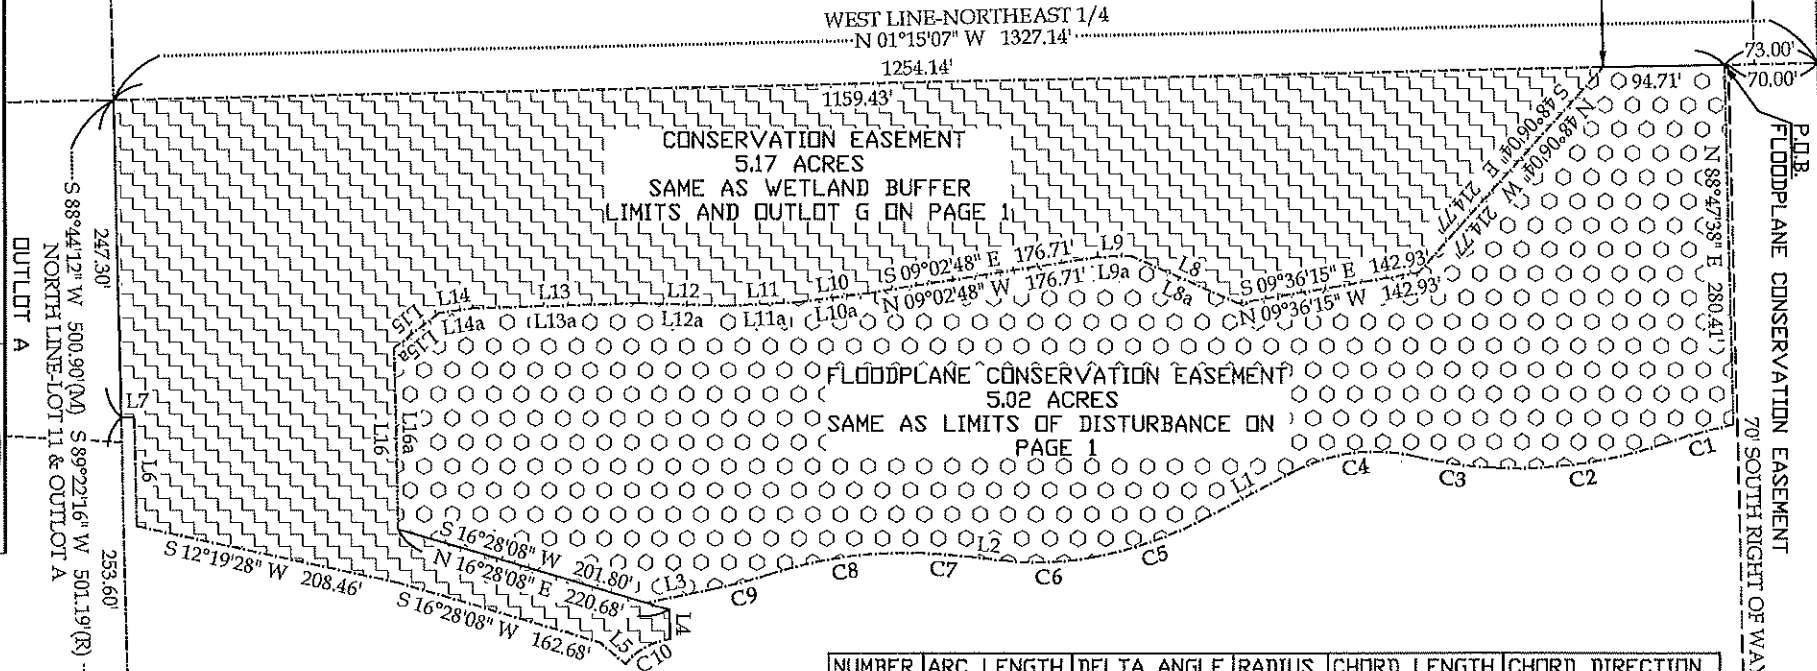 WEST LINE-NORTHEAST 1/4
N 01°15'07" W 1327.14'
1254.14'
73.00'
70.00'
1159.43'
94.71'
CONSERVATION EASEMENT
5.17 ACRES
SAME AS WETLAND BUFFER
LIMITS AND OUTLOT G ON PAGE 1
S 48°06'04" E 214.77'
N 48°06'04" W 214.77'
N 88°47'38" E 280.41'
P.O.B.
FLOODPLANE CONSERVATION EASEMENT
70' SOUTH RIGHT OF WAY
L15
L14
L13
L12
L11
L10
S 09°02'48" E 176.71'
L9
L8
S 09°36'15" E 142.93'
L15a
L14a
L13a
L12a
L11a
L10a
N 09°02'48" W 176.71'
L9a
L8a
N 09°36'15" W 142.93'
FLOODPLANE CONSERVATION EASEMENT
5.02 ACRES
SAME AS LIMITS OF DISTURBANCE ON
PAGE 1
L16
L16a
L7
L6
247.30'
253.60'
S 88°44'12" W 500.90'(M) S 89°22'16" W 501.19'(R)
NORTH LINE-LOT 11 & OUTLOT A
OUTLOT A
L1
C4
C3
C2
C1
L2
C5
C6
C7
C8
C9
L3
S 16°28'08" W 201.80'
N 16°28'08" E 220.68'
L4
S 12°19'28" W 208.46'
S 16°28'08" W 162.68'
L5
C10
NUMBER ARC LENGTH DELTA ANGLE RADIUS CHORD LENGTH CHORD DIRECTION